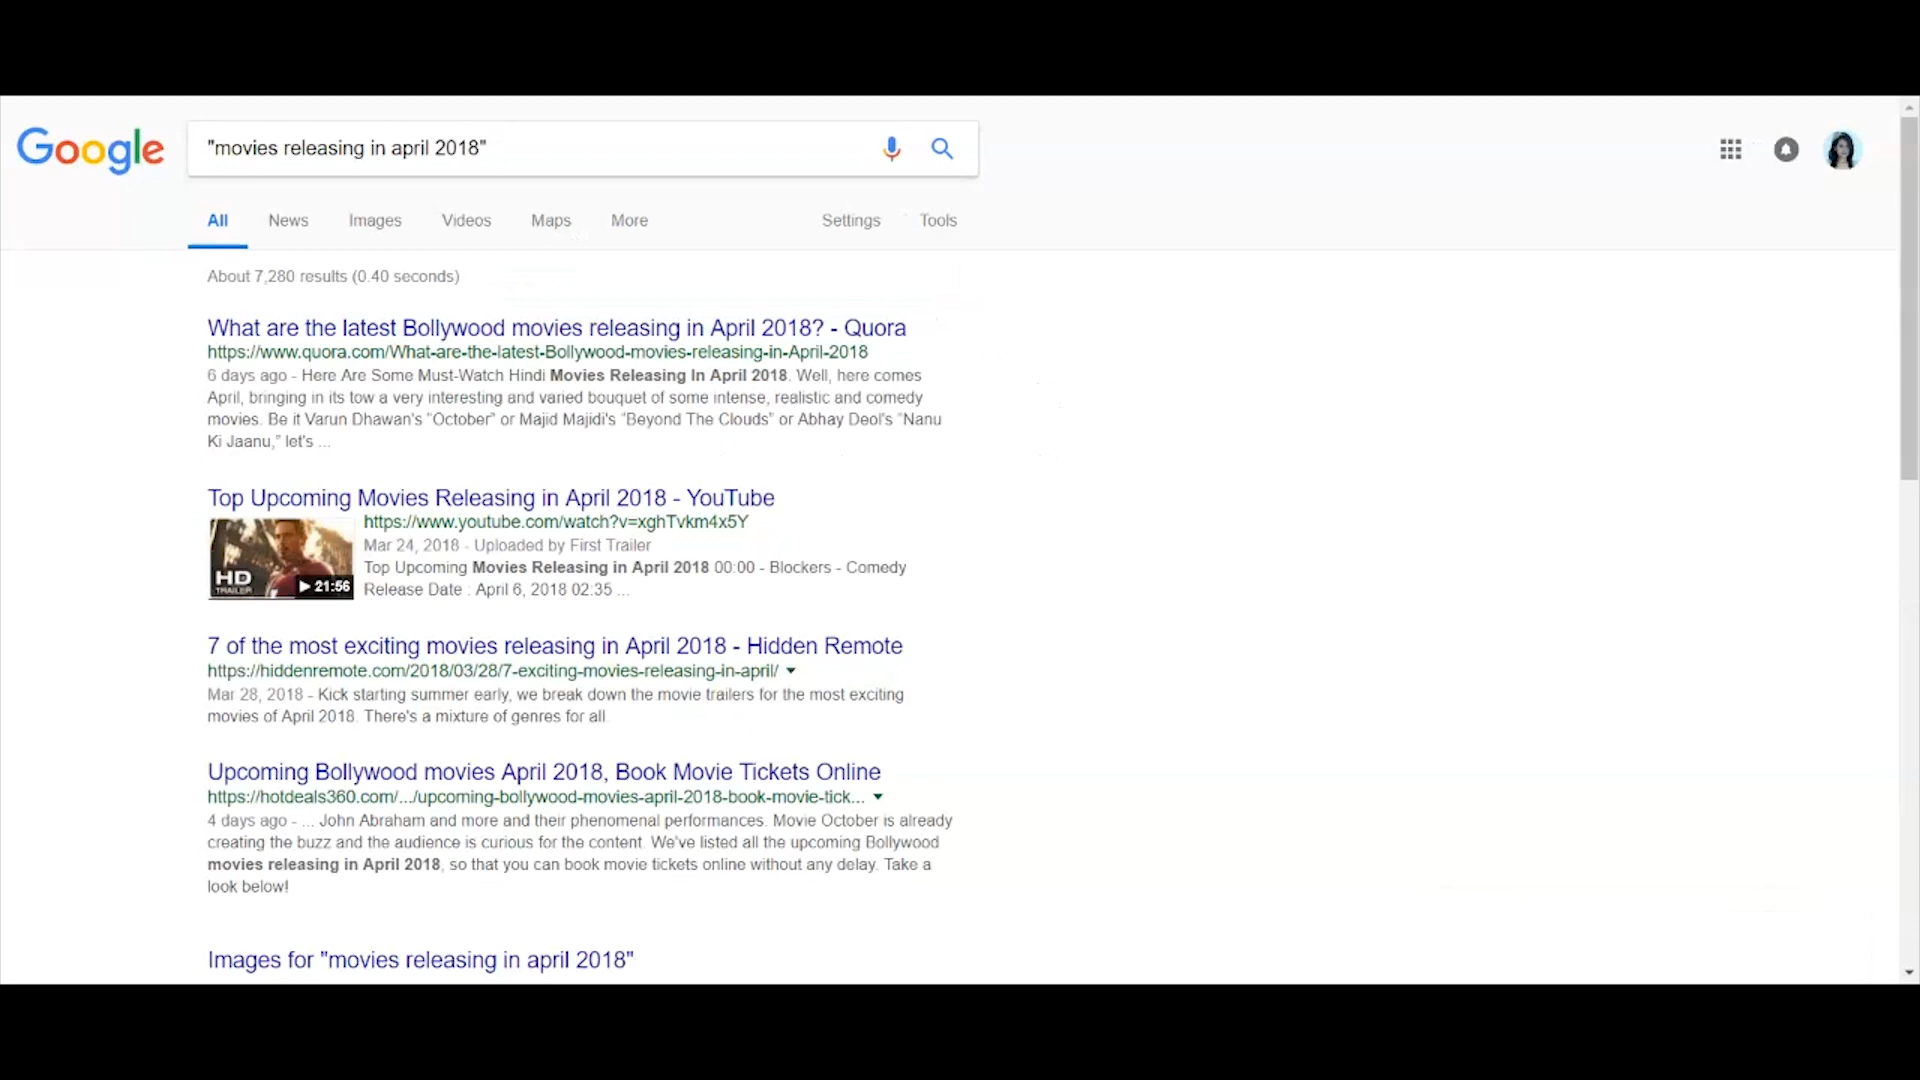 Google
"movies releasing in april 2018"
All News Images Videos Maps More Settings Tools
About 7,280 results (0.40 seconds)
What are the latest Bollywood movies releasing in April 2018? - Quora
https://www.quora.com/What-are-the-latest-Bollywood-movies-releasing-in-April-2018
6 days ago - Here Are Some Must-Watch Hindi Movies Releasing In April 2018. Well, here comes
April, bringing in its tow a very interesting and varied bouquet of some intense, realistic and comedy
movies. Be it Varun Dhawan's "October" or Majid Majidi's "Beyond The Clouds" or Abhay Deol's "Nanu
Ki Jaanu," let's ...
Top Upcoming Movies Releasing in April 2018 - YouTube
https://www.youtube.com/watch?v=xghTvkm4x5Y
Mar 24, 2018 - Uploaded by First Trailer
Top Upcoming Movies Releasing in April 2018 00:00 - Blockers - Comedy
Release Date : April 6, 2018 02:35 ...
HD
TRAILER
21:56
7 of the most exciting movies releasing in April 2018 - Hidden Remote
https://hiddenremote.com/2018/03/28/7-exciting-movies-releasing-in-april/
Mar 28, 2018 - Kick starting summer early, we break down the movie trailers for the most exciting
movies of April 2018. There's a mixture of genres for all.
Upcoming Bollywood movies April 2018, Book Movie Tickets Online
https://hotdeals360.com/.../upcoming-bollywood-movies-april-2018-book-movie-tick...
4 days ago - ... John Abraham and more and their phenomenal performances. Movie October is already
creating the buzz and the audience is curious for the content. We've listed all the upcoming Bollywood
movies releasing in April 2018, so that you can book movie tickets online without any delay. Take a
look below!
Images for "movies releasing in april 2018"